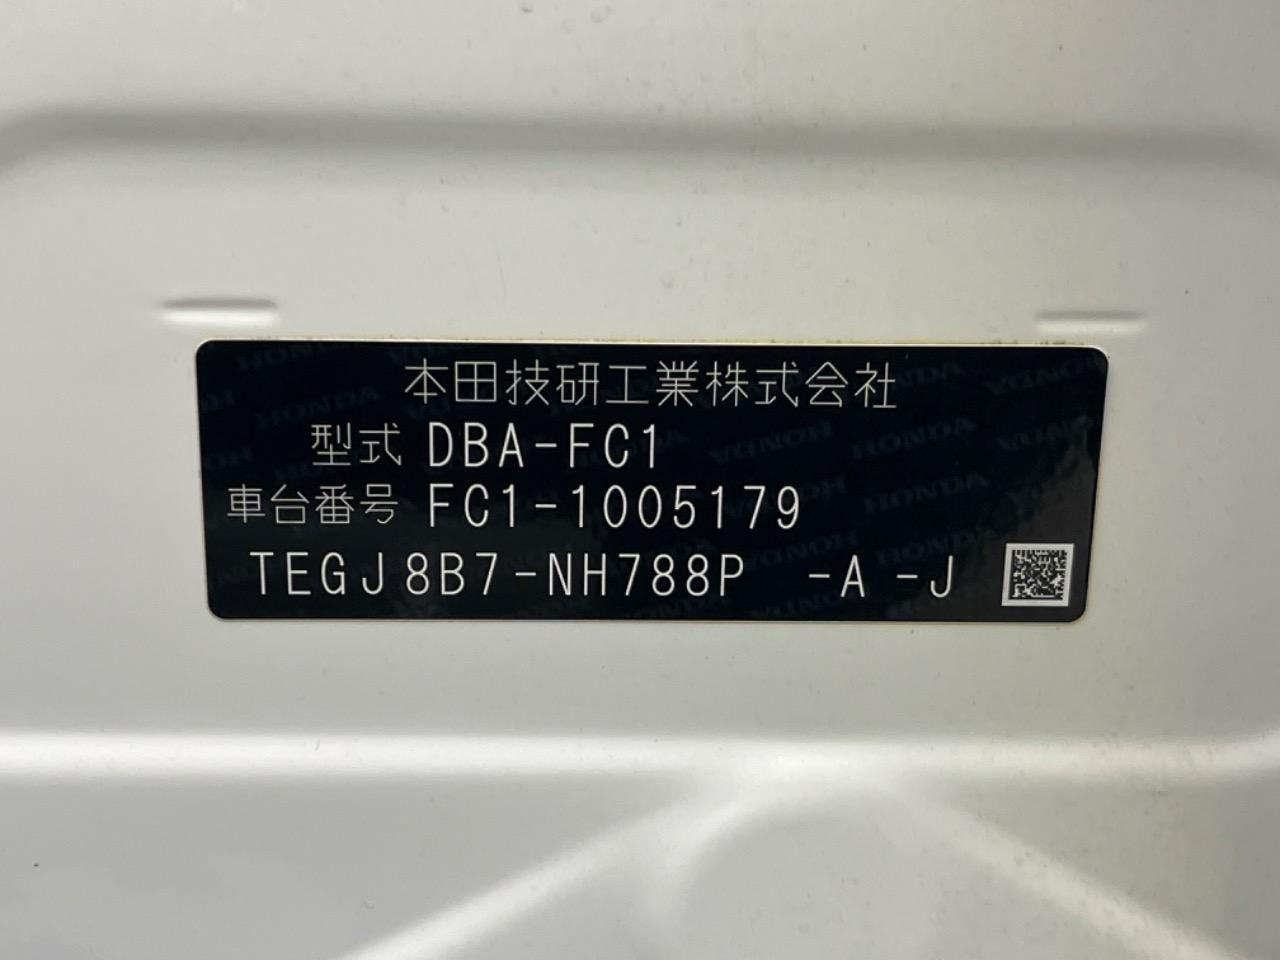 本田技研工業株式会社
型式 DBA-FC1
車台番号 FC1-1005179
TEGJ8B7-NH788P -A -J